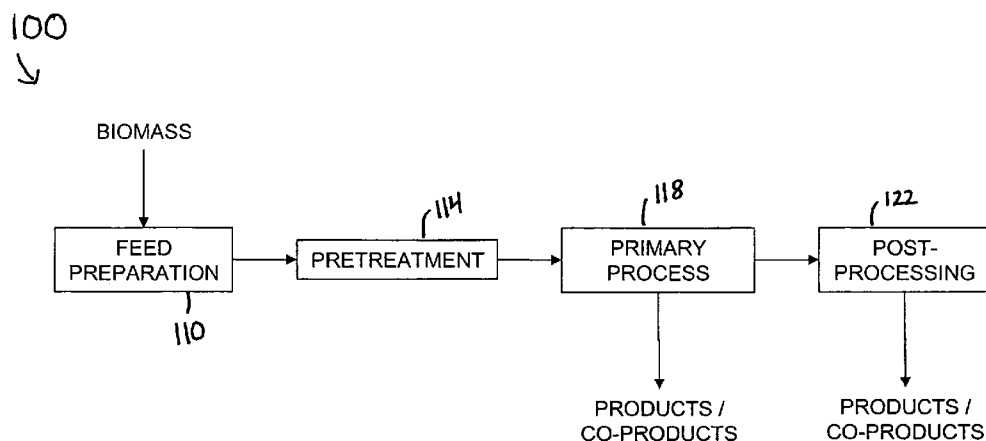 100
BIOMASS
114
118
122
FEED
PREPARATION
PRETREATMENT
PRIMARY
PROCESS
POST-
PROCESSING
110
PRODUCTS /
CO-PRODUCTS
PRODUCTS /
CO-PRODUCTS